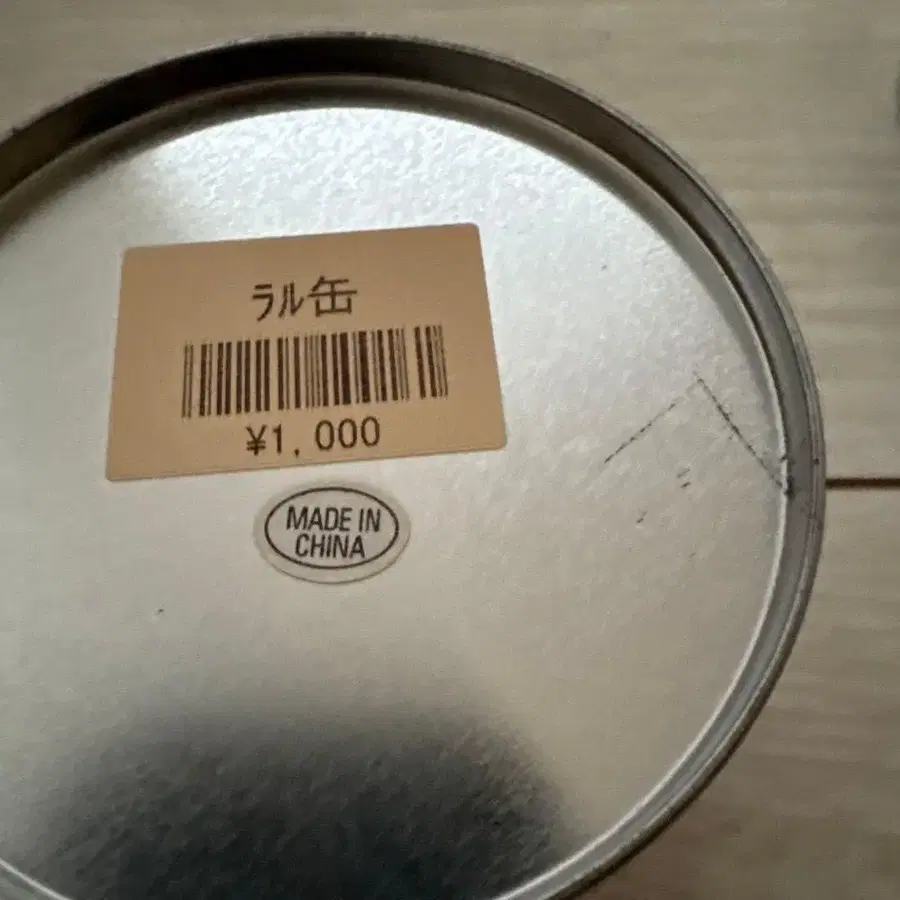 ﾗﾙ缶
¥1,000
MADE IN
CHINA